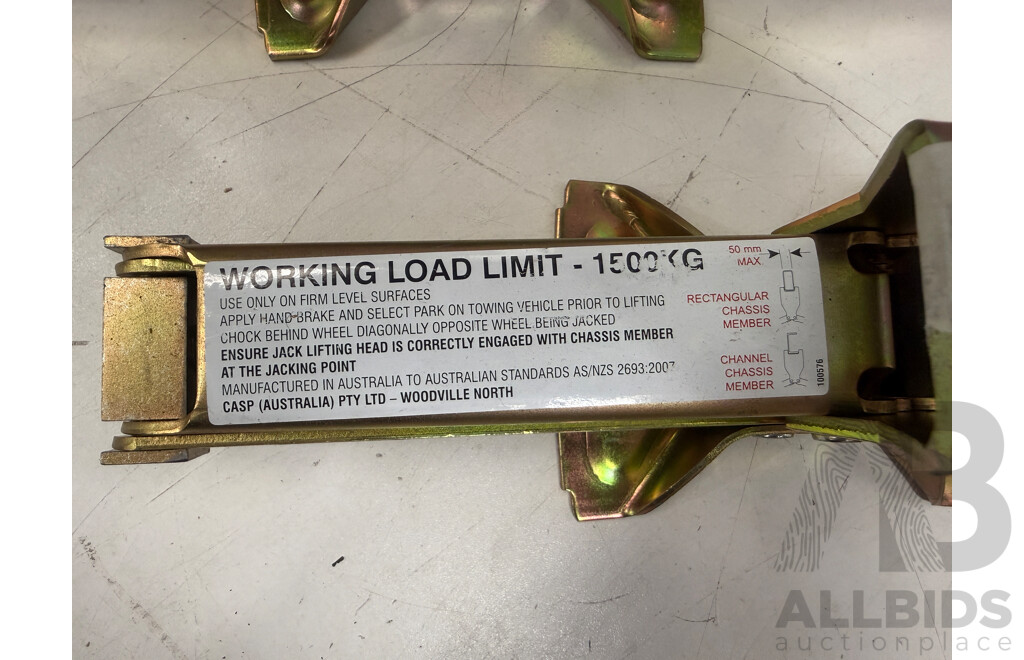 WORKING LOAD LIMIT - 1500KG
USE ONLY ON FIRM LEVEL SURFACES
APPLY HAND-BRAKE AND SELECT PARK ON TOWING VEHICLE PRIOR TO LIFTING
CHOCK BEHIND WHEEL DIAGONALLY OPPOSITE WHEEL BEING JACKED
ENSURE JACK LIFTING HEAD IS CORRECTLY ENGAGED WITH CHASSIS MEMBER
AT THE JACKING POINT
MANUFACTURED IN AUSTRALIA TO AUSTRALIAN STANDARDS AS/NZS 2693:2007
CASP (AUSTRALIA) PTY LTD – WOODVILLE NORTH
50 mm
MAX.
RECTANGULAR
CHASSIS
MEMBER
CHANNEL
CHASSIS
MEMBER
100576
AB
ALLBIDS
auctionplace